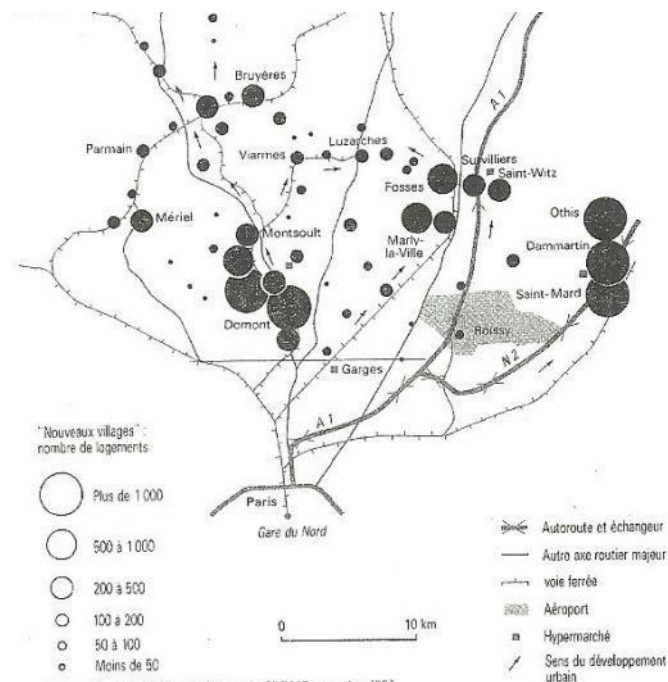 Bruyères
A1
Parmain
Viarmes
Luzarches
Survilliers
Saint-Witz
Fosses
Mériel
Montsoult
Marly-
la-Ville
Othis
Dammartin
Saint-Mard
Domont
Roissy
Garges
N2
A1
Paris
Gare du Nord
"Nouveaux villages" :
nombre de logements
Plus de 1 000
500 à 1 000
200 à 500
100 à 200
50 à 100
Moins de 50
0 10 km
Autoroute et échangeur
Autro axe routier majeur
voie ferrée
Aéroport
Hypermarché
Sens du développement
urbain